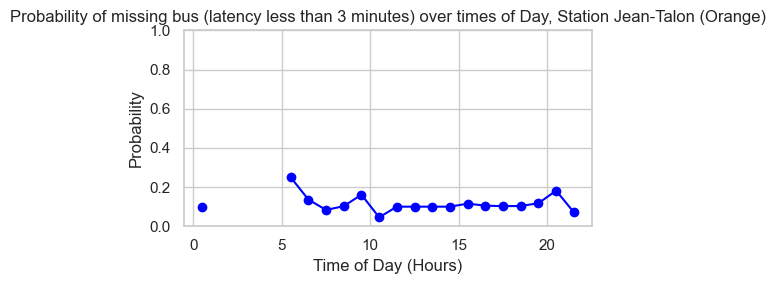 Probability of missing bus (latency less than 3 minutes) over times of Day, Station Jean-Talon (Orange)
1.0
0.8
0.6
0.4
0.2
0.0
Probability
0 5 10 15 20
Time of Day (Hours)